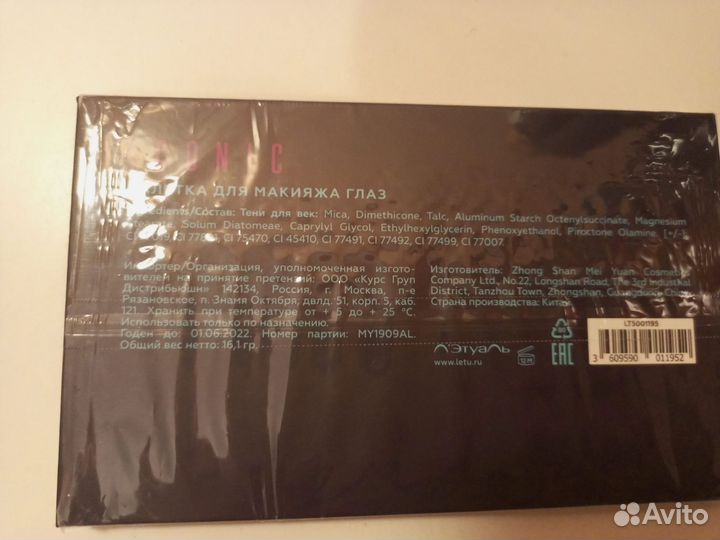 ПАЛЕТКА ДЛЯ МАКИЯЖА ГЛАЗ
Ingredients/Состав: Тени для век: Mica, Dimethicone, Talc, Aluminum Starch Octenylsuccinate, Magnesium
Solum Diatomeae, Caprylyl Glycol, Ethylhexylglycerin, Phenoxyethanol, Piroctone Olamine. [+/-]
CI 75470, CI 45410, CI 77491, CI 77492, CI 77499, CI 77007.
Импортер/Организация, уполномоченная изгото-
вителем на принятие претензий: ООО «Курс Груп
Дистрибьюшн» 142134, Россия, г. Москва, п-е
Рязановское, п. Знамя Октября, двлд. 51, корп. 5, каб.
121. Хранить при температуре от + 5 до + 25 °C.
Использовать только по назначению.
Годен до: 01.06.2022. Номер партии: MY1909AL.
Общий вес нетто: 16,1 гр.
Изготовитель: Zhong Shan Mei Yuan Cosmetics
Company Ltd., No.22, Longshan Road, The 3rd Industrial
District, Tanzhou Town, Zhongshan, Guangdong, China.
Страна производства: Китай.
Л'Этуаль
www.letu.ru
12M
EAC
LT5001195
3 609590 011952
Avito